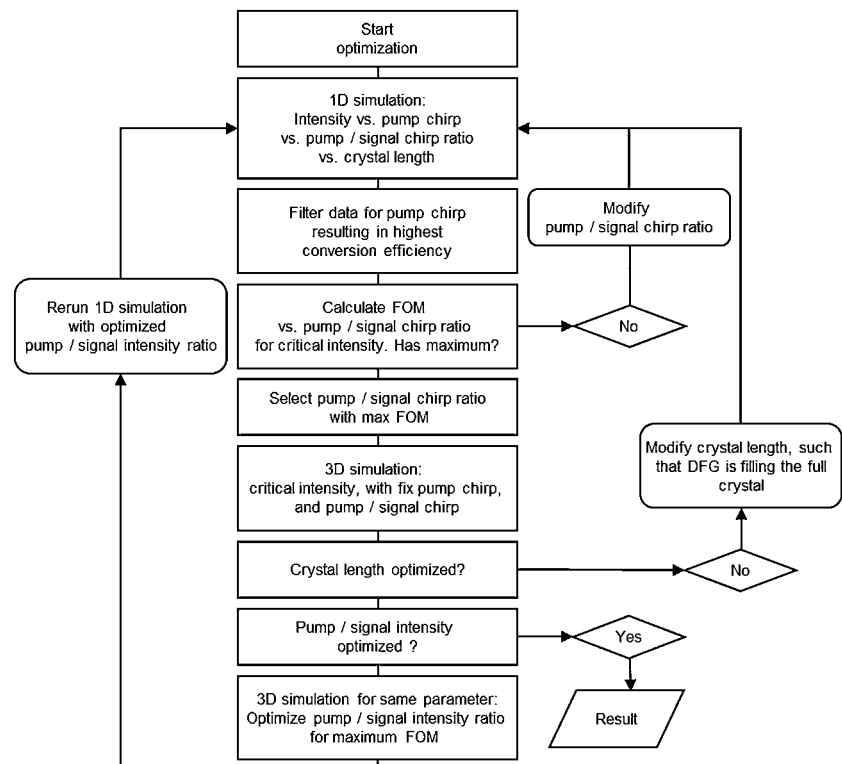 Start
optimization
1D simulation:
Intensity vs. pump chirp
vs. pump / signal chirp ratio
vs. crystal length
Filter data for pump chirp
resulting in highest
conversion efficiency
Modify
pump / signal chirp ratio
Rerun 1D simulation
with optimized
pump / signal intensity ratio
Calculate FOM
vs. pump / signal chirp ratio
for critical intensity. Has maximum?
No
Select pump / signal chirp ratio
with max FOM
3D simulation:
critical intensity, with fix pump chirp,
and pump / signal chirp
Modify crystal length, such
that DFG is filling the full
crystal
Crystal length optimized?
No
Pump / signal intensity
optimized ?
Yes
3D simulation for same parameter:
Optimize pump / signal intensity ratio
for maximum FOM
Result